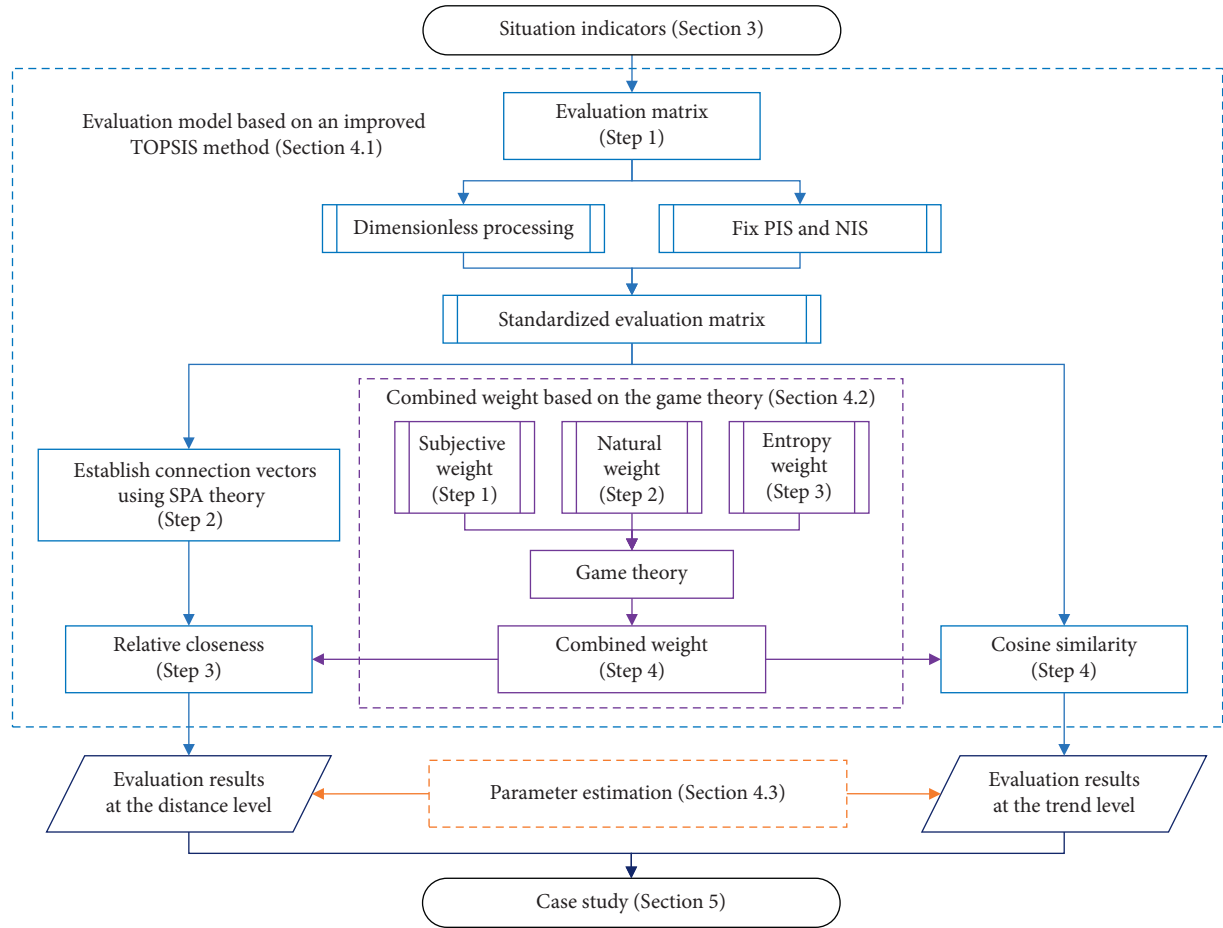 Situation indicators (Section 3)
Evaluation model based on an improved
TOPSIS method (Section 4.1)
Evaluation matrix
(Step 1)
Dimensionless processing
Fix PIS and NIS
Standardized evaluation matrix
Combined weight based on the game theory (Section 4.2)
Subjective
weight
(Step 1)
Natural
weight
(Step 2)
Entropy
weight
(Step 3)
Establish connection vectors
using SPA theory
(Step 2)
Game theory
Relative closeness
(Step 3)
Combined weight
(Step 4)
Cosine similarity
(Step 4)
Evaluation results
at the distance level
Parameter estimation (Section 4.3)
Evaluation results
at the trend level
Case study (Section 5)